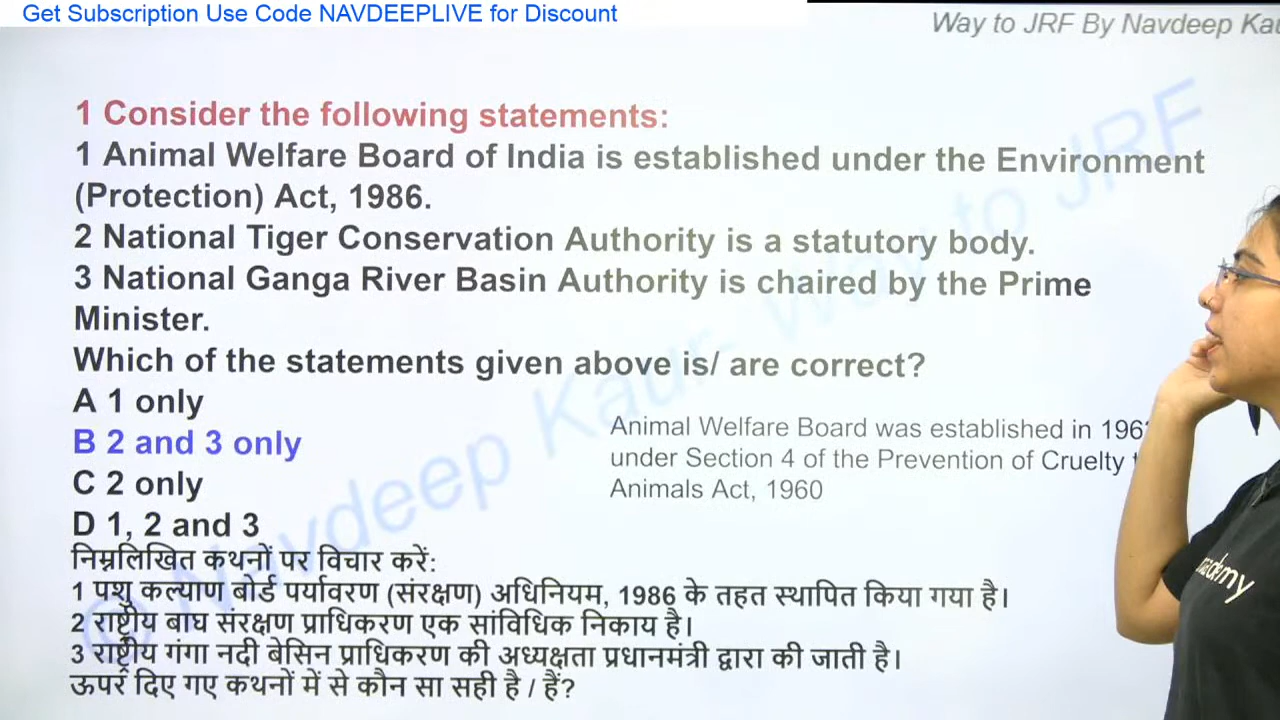 Get Subscription Use Code NAVDEEPLIVE for Discount
Way to JRF By Navdeep
1 Consider the following statements:
1 Animal Welfare Board of India is established under the Environment
(Protection) Act, 1986.
2 National Tiger Conservation Authority is a statutory body.
3 National Ganga River Basin Authority is chaired by the Prime
Minister.
Which of the statements given above is/ are correct?
A 1 only
B 2 and 3 only
Animal Welfare Board was established in
C 2 only
under Section 4 of the Prevention of Cruelty
Animals Act, 1960
D 1, 2 and 3
निम्नलिखित कथनों पर विचार करें:
1 पशु कल्याण बोर्ड पर्यावरण (संरक्षण) अधिनियम, 1986 के तहत स्थापित किया गया है।
2 राष्ट्रीय बाघ संरक्षण प्राधिकरण एक सांविधिक निकाय है।
3 राष्ट्रीय गंगा नदी बेसिन प्राधिकरण की अध्यक्षता प्रधानमंत्री द्वारा की जाती है।
ऊपर दिए गए कथनों में से कौन सा सही है / हैं?
© Navdeep Kaur- Way to JRF